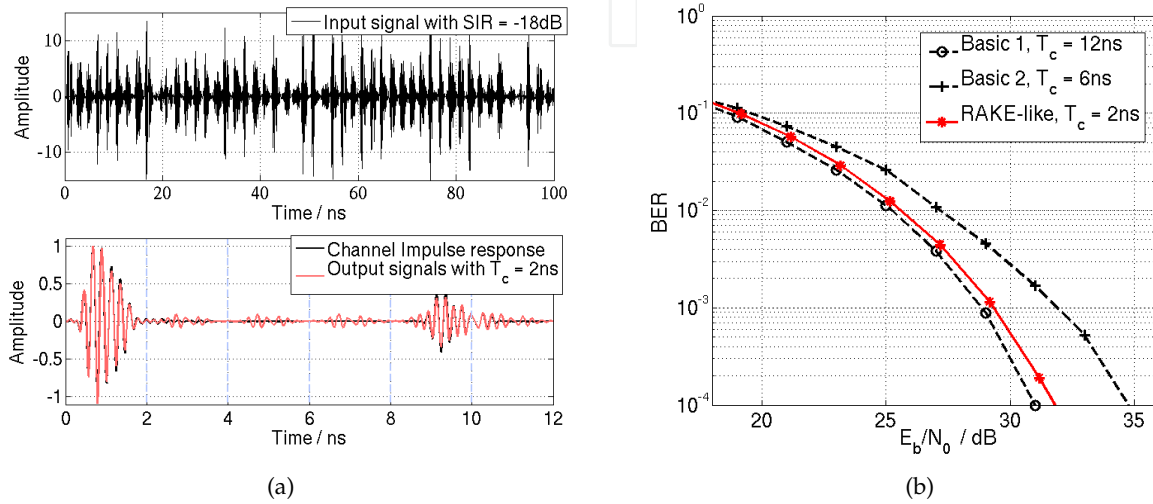 Input signal with SIR = -18dB
Amplitude
10
0
-10
0 20 40 60 80 100
Time / ns
Channel Impulse response
Output signals with T_c = 2ns
Amplitude
1
0.5
0
-0.5
-1
0 2 4 6 8 10 12
Time / ns
(a)
Basic 1, T_c = 12ns
Basic 2, T_c = 6ns
RAKE-like, T_c = 2ns
BER
10^0
10^-1
10^-2
10^-3
10^-4
20 25 30 35
E_b/N_0 / dB
(b)